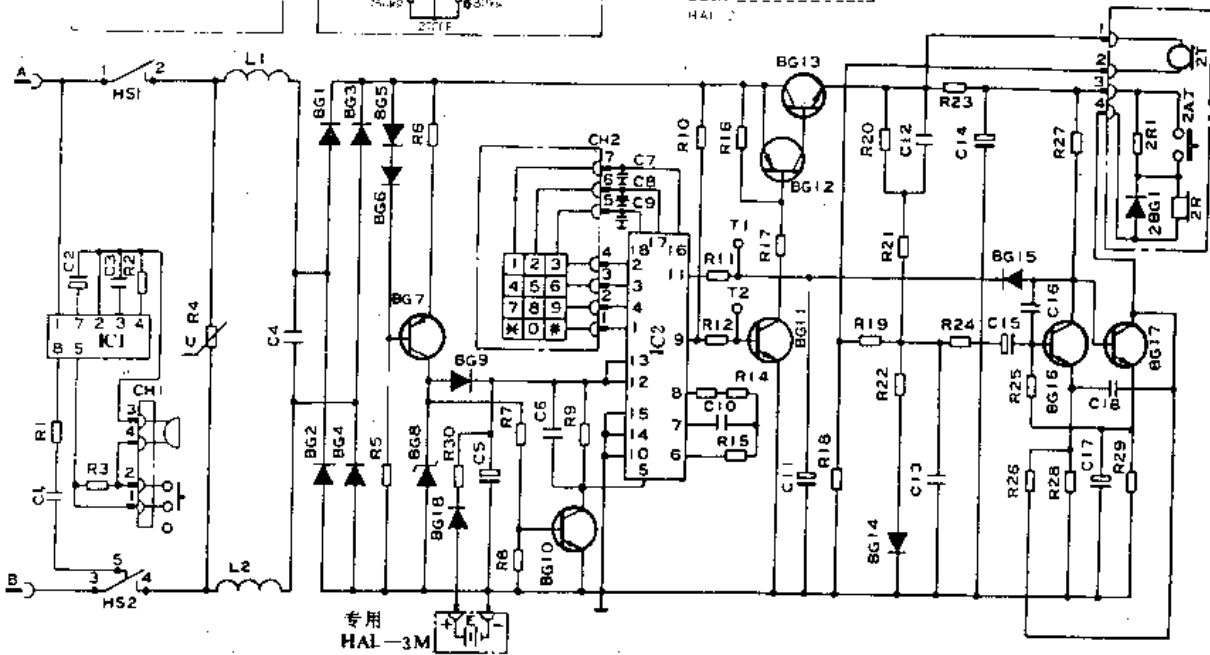 HAL-2
A
1
2
HS1
L1
BG1
BG3
BG5
BG6
R6
CH2
7
6
5
C7
C8
C9
R10
R16
BG13
BG12
R17
R20
C12
R23
C14
R27
1
2
3
4
2T
2R1
2AJ
2BG1
2R
C2
C3
R2
1 7 2 3 4
IC1
8 5
R4
C4
BG7
1 2 3
4 5 6
7 8 9
* 0 #
4
3
2
1
18 17 16
2
3
4
1
11
9
13
12
8
15
14
7
10
6
5
IC2
R11
T1
T2
R12
BG11
R21
BG15
C16
R19
R24
C15
BG16
BG17
C18
R25
R22
CH1
3
4
2
1
R1
R3
C1
BG2
BG4
R5
BG8
BG9
R30
C5
R7
C6
R9
R14
C10
R15
C11
R18
C13
R26
R28
C17
R29
BG18
R8
BG10
BG14
B
3
5
4
HS2
L2
专用
HAL-3M
+ E -